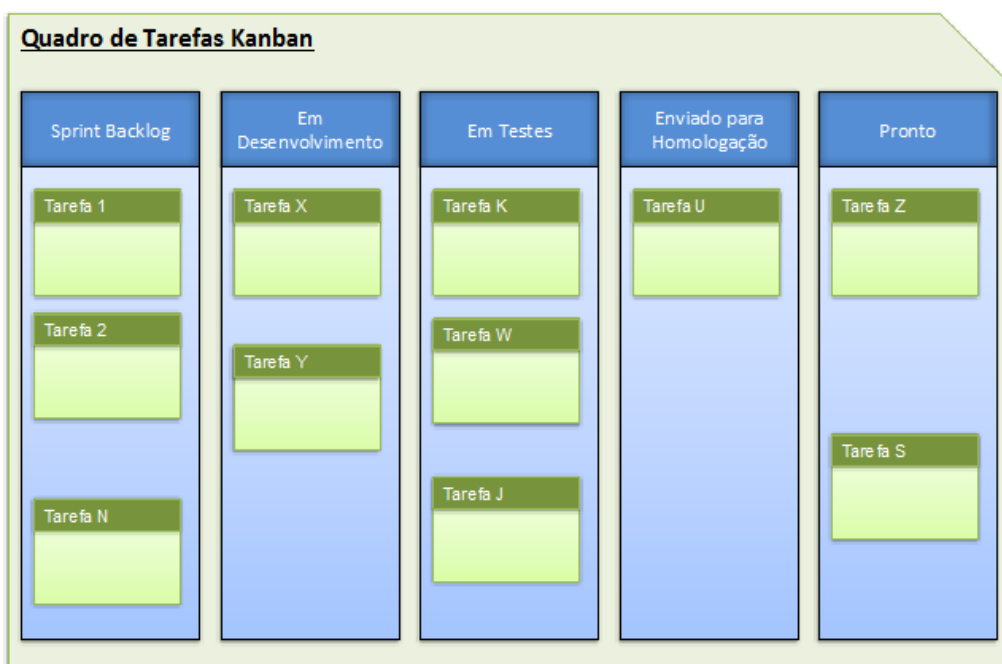 Quadro de Tarefas Kanban
Sprint Backlog
Tarefa 1
Tarefa 2
Tarefa N
Em
Desenvolvimento
Tarefa X
Tarefa Y
Em Testes
Tarefa K
Tarefa W
Tarefa J
Enviado para
Homologação
Tarefa U
Pronto
Tarefa Z
Tarefa S